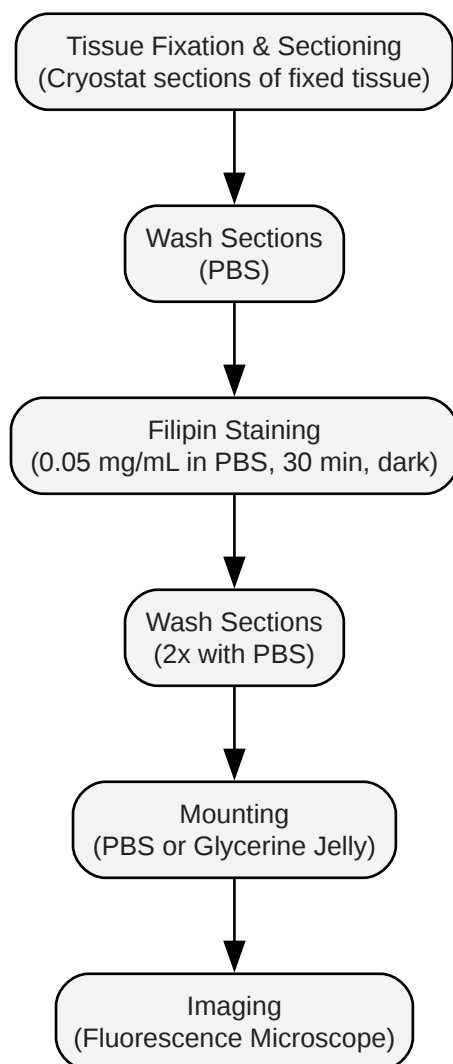 Tissue Fixation & Sectioning
(Cryostat sections of fixed tissue)
Wash Sections
(PBS)
Filipin Staining
(0.05 mg/mL in PBS, 30 min, dark)
Wash Sections
(2x with PBS)
Mounting
(PBS or Glycerine Jelly)
Imaging
(Fluorescence Microscope)